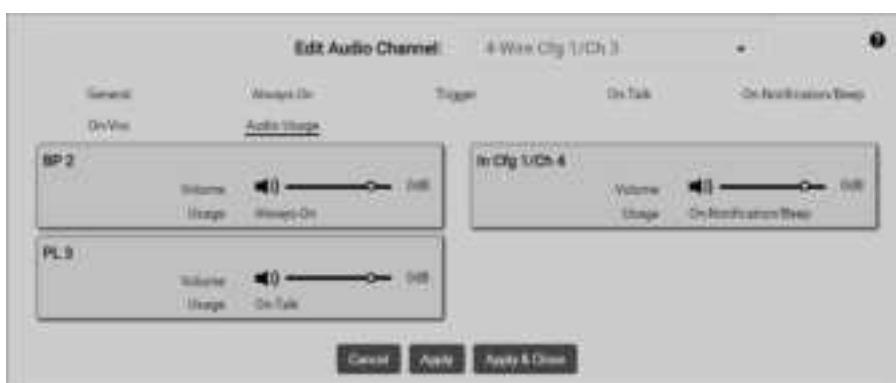 Edit Audio Channel: 4-Wire Cfg 1/Ch 3
General Always On Trigger On Talk On Notification/Beep
On Vox Audio Usage
BP 2
Volume 0dB
Usage Always On
In Cfg 1/Ch 4
Volume 0dB
Usage On Notification/Beep
PL 3
Volume 0dB
Usage On Talk
Cancel Apply Apply & Close